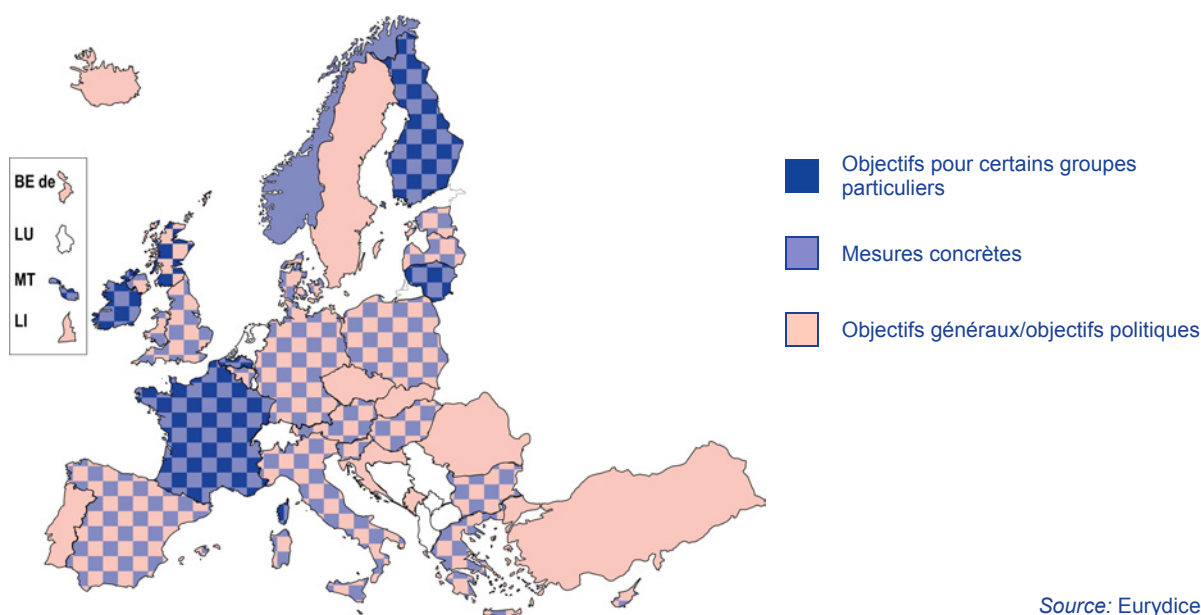 BE de
LU
MT
LI
Objectifs pour certains groupes
particuliers
Mesures concrètes
Objectifs généraux/objectifs politiques
Source: Eurydice